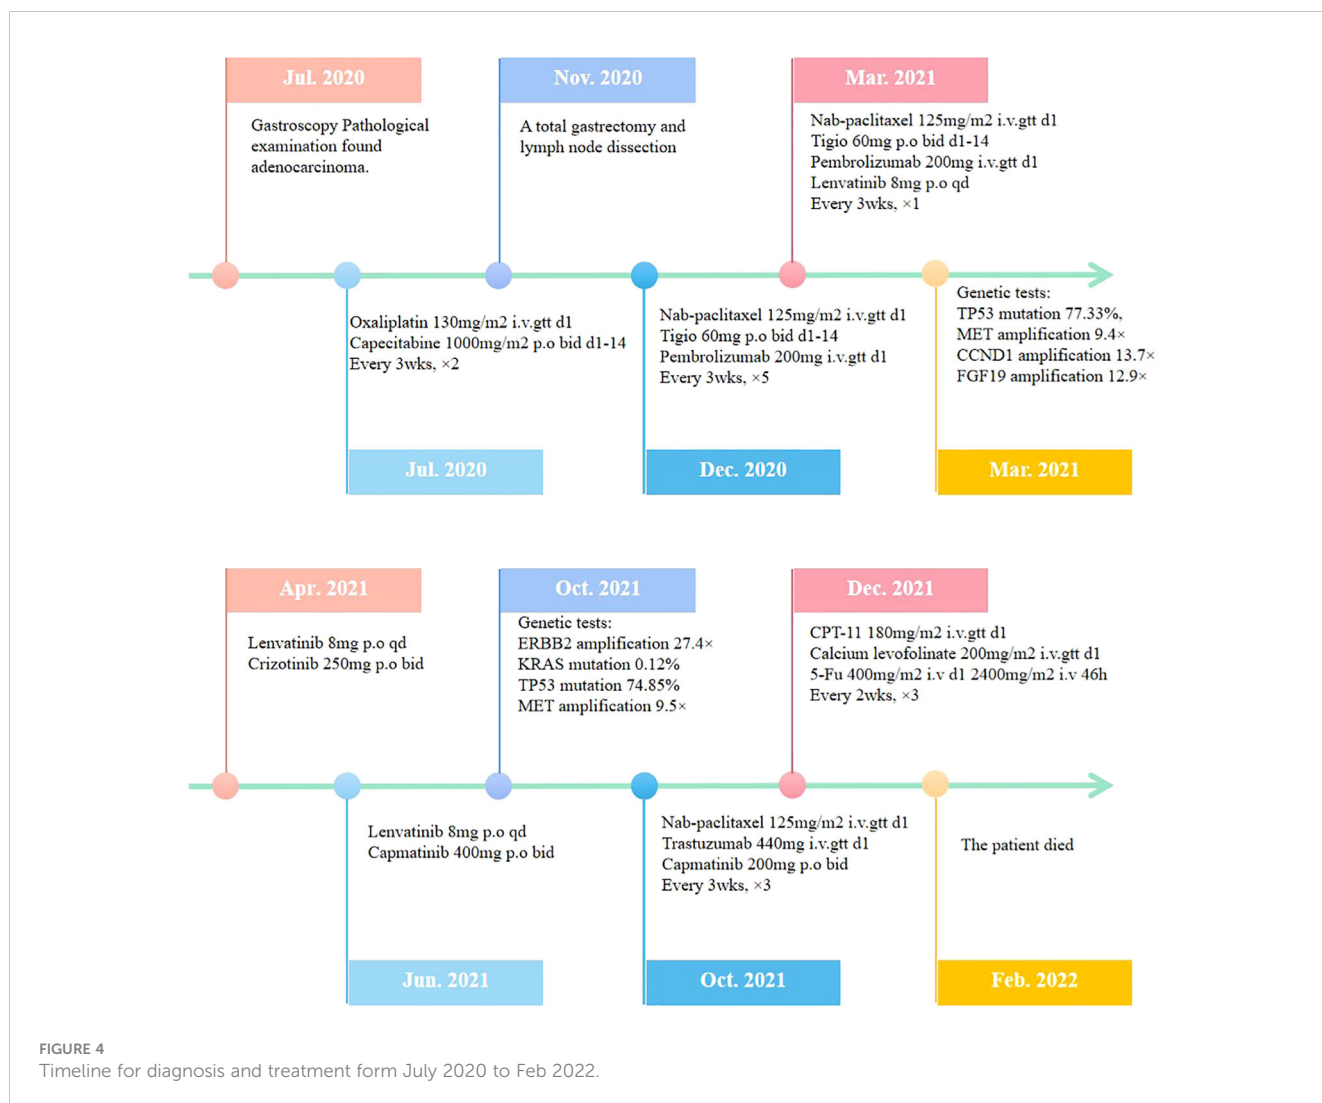 Jul. 2020
Gastroscopy Pathological
examination found
adenocarcinoma.
Nov. 2020
A total gastrectomy and
lymph node dissection
Mar. 2021
Nab-paclitaxel 125mg/m2 i.v.gtt d1
Tigio 60mg p.o bid d1-14
Pembrolizumab 200mg i.v.gtt d1
Lenvatinib 8mg p.o qd
Every 3wks, ×1
Oxaliplatin 130mg/m2 i.v.gtt d1
Capecitabine 1000mg/m2 p.o bid d1-14
Every 3wks, ×2
Jul. 2020
Nab-paclitaxel 125mg/m2 i.v.gtt d1
Tigio 60mg p.o bid d1-14
Pembrolizumab 200mg i.v.gtt d1
Every 3wks, ×5
Dec. 2020
Genetic tests:
TP53 mutation 77.33%,
MET amplification 9.4×
CCND1 amplification 13.7×
FGF19 amplification 12.9×
Mar. 2021
Apr. 2021
Lenvatinib 8mg p.o qd
Crizotinib 250mg p.o bid
Oct. 2021
Genetic tests:
ERBB2 amplification 27.4×
KRAS mutation 0.12%
TP53 mutation 74.85%
MET amplification 9.5×
Dec. 2021
CPT-11 180mg/m2 i.v.gtt d1
Calcium levofolinate 200mg/m2 i.v.gtt d1
5-Fu 400mg/m2 i.v d1 2400mg/m2 i.v 46h
Every 2wks, ×3
Lenvatinib 8mg p.o qd
Capmatinib 400mg p.o bid
Jun. 2021
Nab-paclitaxel 125mg/m2 i.v.gtt d1
Trastuzumab 440mg i.v.gtt d1
Capmatinib 200mg p.o bid
Every 3wks, ×3
Oct. 2021
The patient died
Feb. 2022
FIGURE 4
Timeline for diagnosis and treatment form July 2020 to Feb 2022.